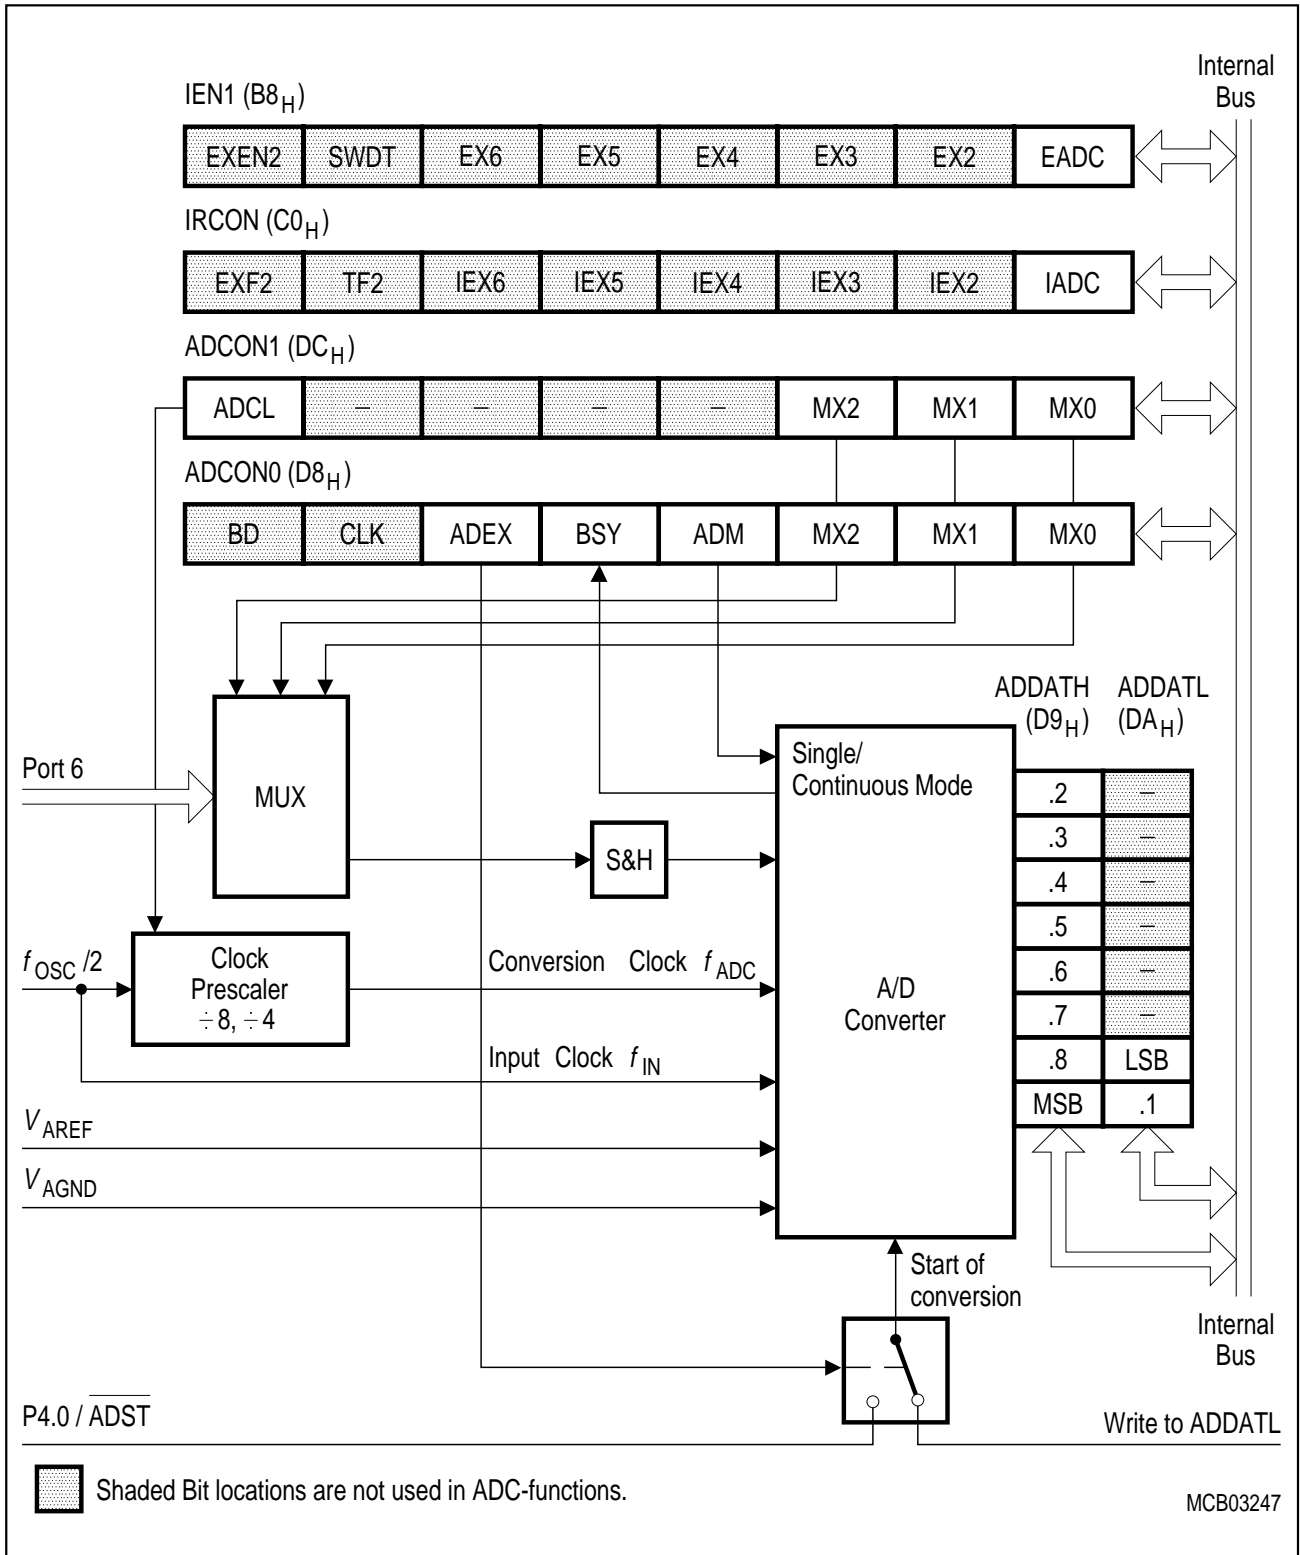 Internal
Bus
IEN1 (B8H)
EXEN2 SWDT EX6 EX5 EX4 EX3 EX2 EADC
IRCON (C0H)
EXF2 TF2 IEX6 IEX5 IEX4 IEX3 IEX2 IADC
ADCON1 (DCH)
ADCL – – – – MX2 MX1 MX0
ADCON0 (D8H)
BD CLK ADEX BSY ADM MX2 MX1 MX0
ADDATH ADDATL
(D9H) (DAH)
Port 6
MUX
S&H
Single/
Continuous Mode
A/D
Converter
.2 –
.3 –
.4 –
.5 –
.6 –
.7 –
.8 LSB
MSB .1
fOSC /2
Clock
Prescaler
÷8, ÷4
Conversion Clock fADC
Input Clock fIN
VAREF
VAGND
Start of
conversion
Internal
Bus
P4.0 / A̅D̅S̅T̅
Write to ADDATL
Shaded Bit locations are not used in ADC-functions.
MCB03247